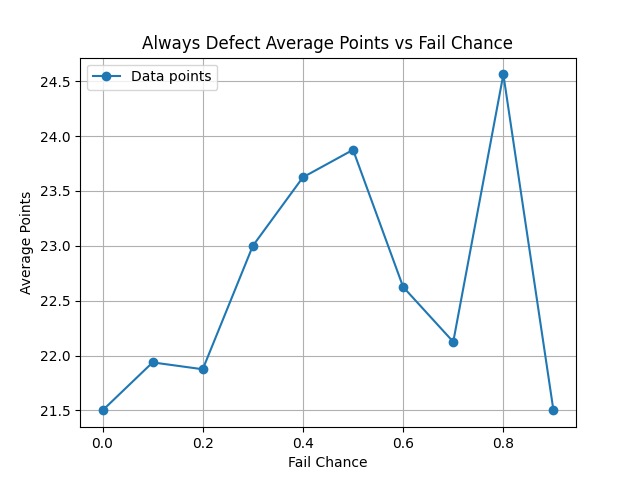 Always Defect Average Points vs Fail Chance
Data points
24.5
24.0
23.5
23.0
22.5
22.0
21.5
Average Points
0.0 0.2 0.4 0.6 0.8
Fail Chance